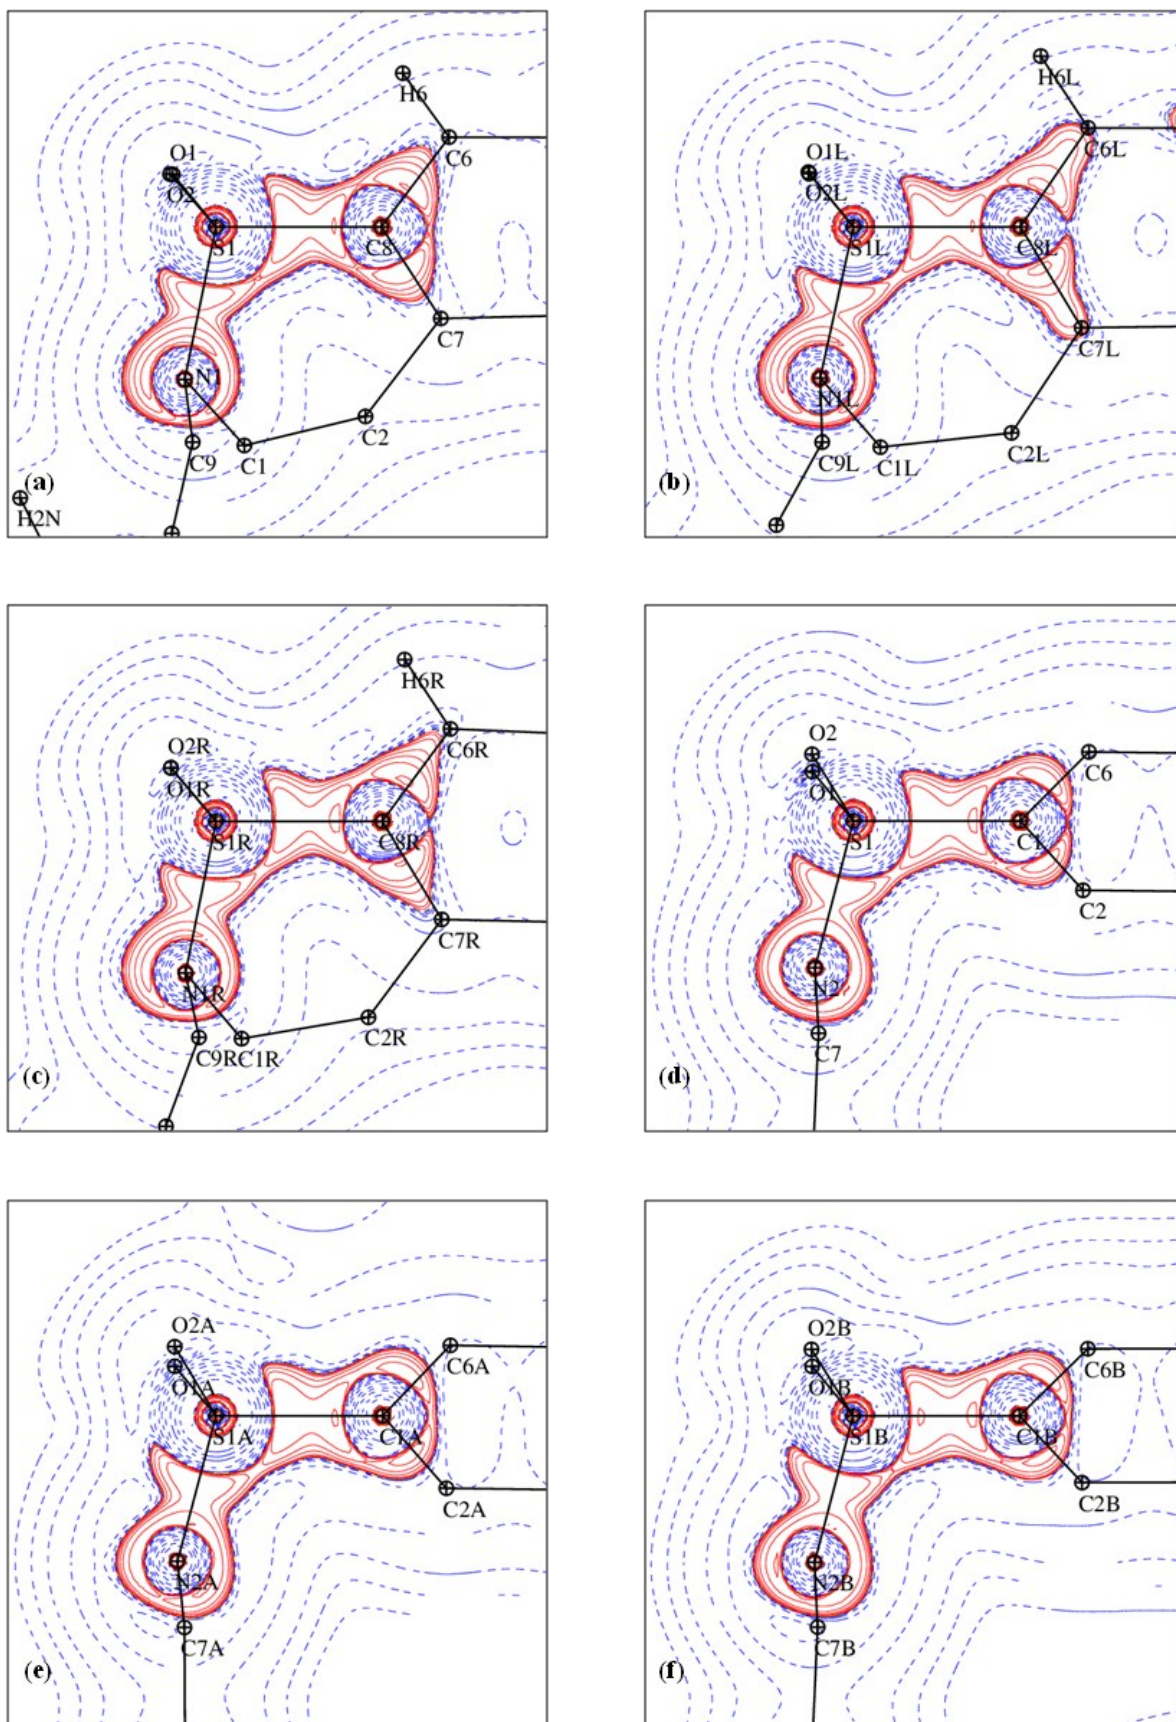 H6
C6
O1
O2
S1
C8
C7
N
C2
C9
C1
(a)
H2N
H6L
C6L
O1L
O2L
S1L
C8L
C7L
N1L
C2L
C9L
C1L
(b)
H6R
C6R
O2R
O1R
S1R
C8R
C7R
N1R
C2R
C9R
C1R
(c)
O2
C6
O1
S1
C1
C2
N2
C7
(d)
O2A
C6A
O1A
S1A
C1A
C2A
N2A
C7A
(e)
O2B
C6B
O1B
S1B
C1B
C2B
N2B
C7B
(f)